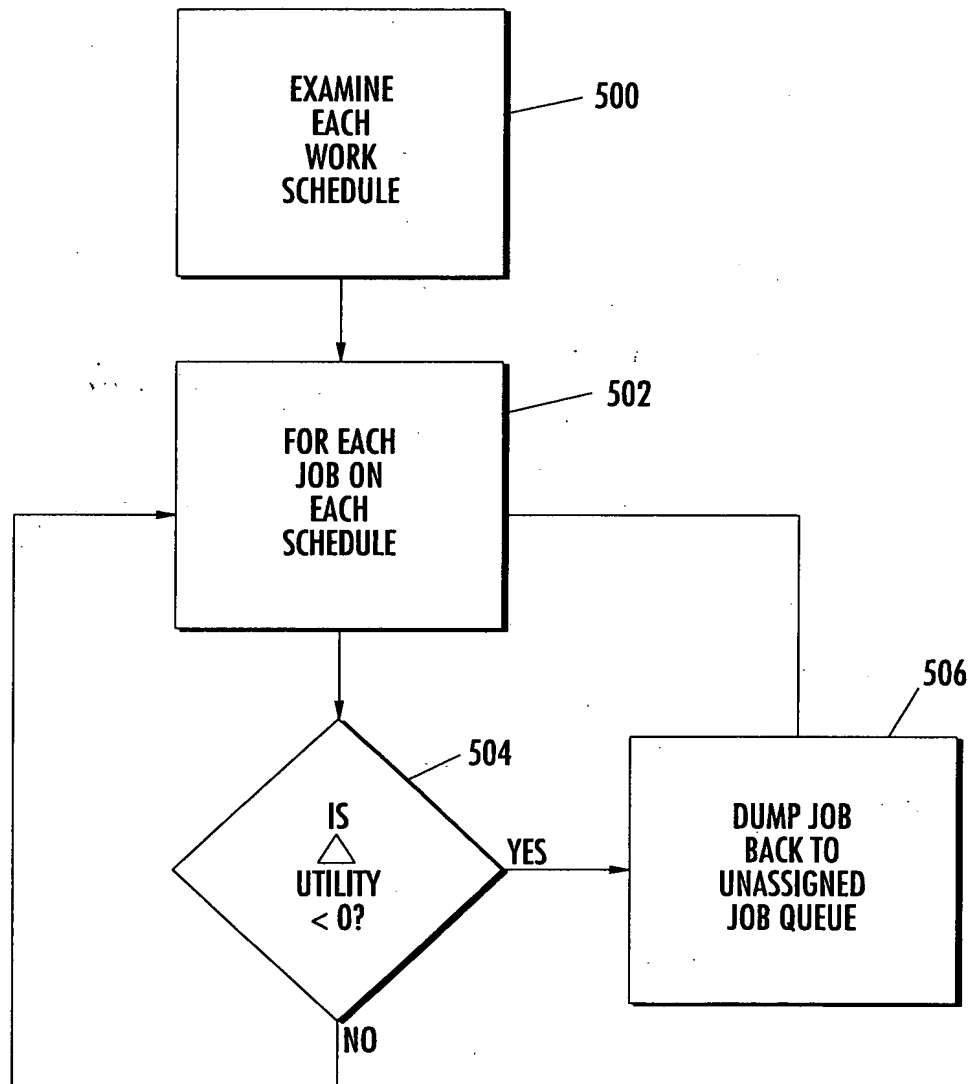 EXAMINE
EACH
WORK
SCHEDULE
500
FOR EACH
JOB ON
EACH
SCHEDULE
502
IS
△
UTILITY
< 0?
504
YES
NO
DUMP JOB
BACK TO
UNASSIGNED
JOB QUEUE
506